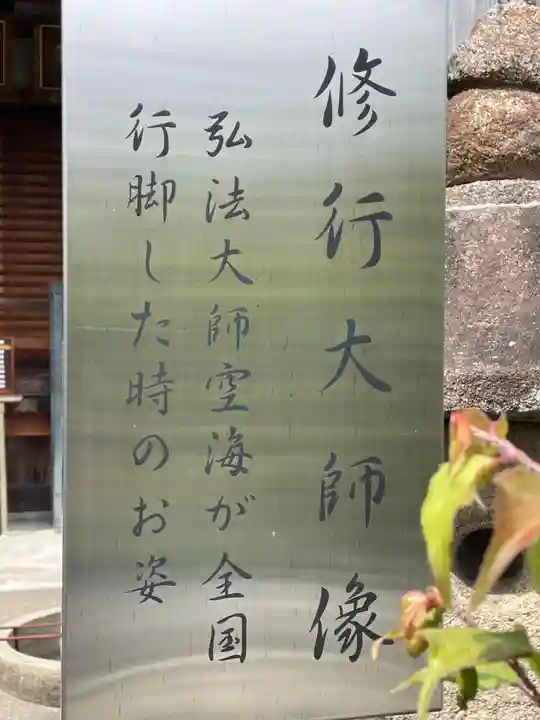 修行大師像
弘法大師空海が全国
行脚した時のお姿